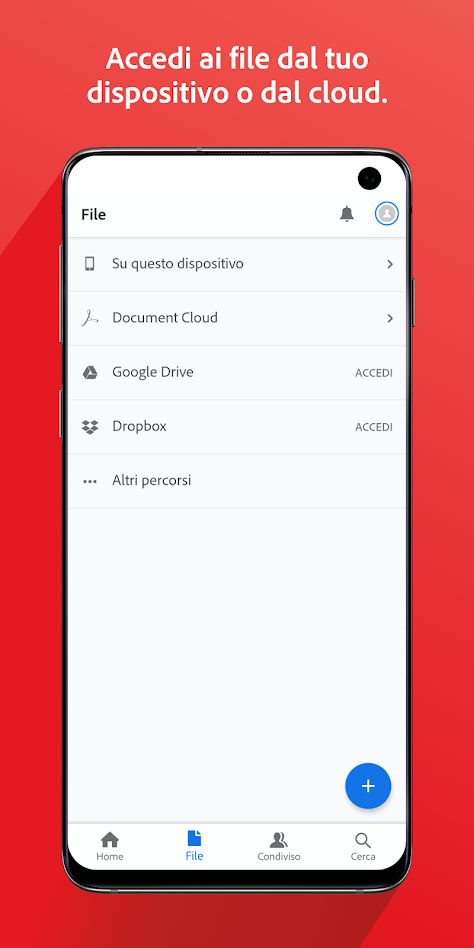 Accedi ai file dal tuo
dispositivo o dal cloud.
File
Su questo dispositivo
Document Cloud
Google Drive ACCEDI
Dropbox ACCEDI
Altri percorsi
Home File Condiviso Cerca